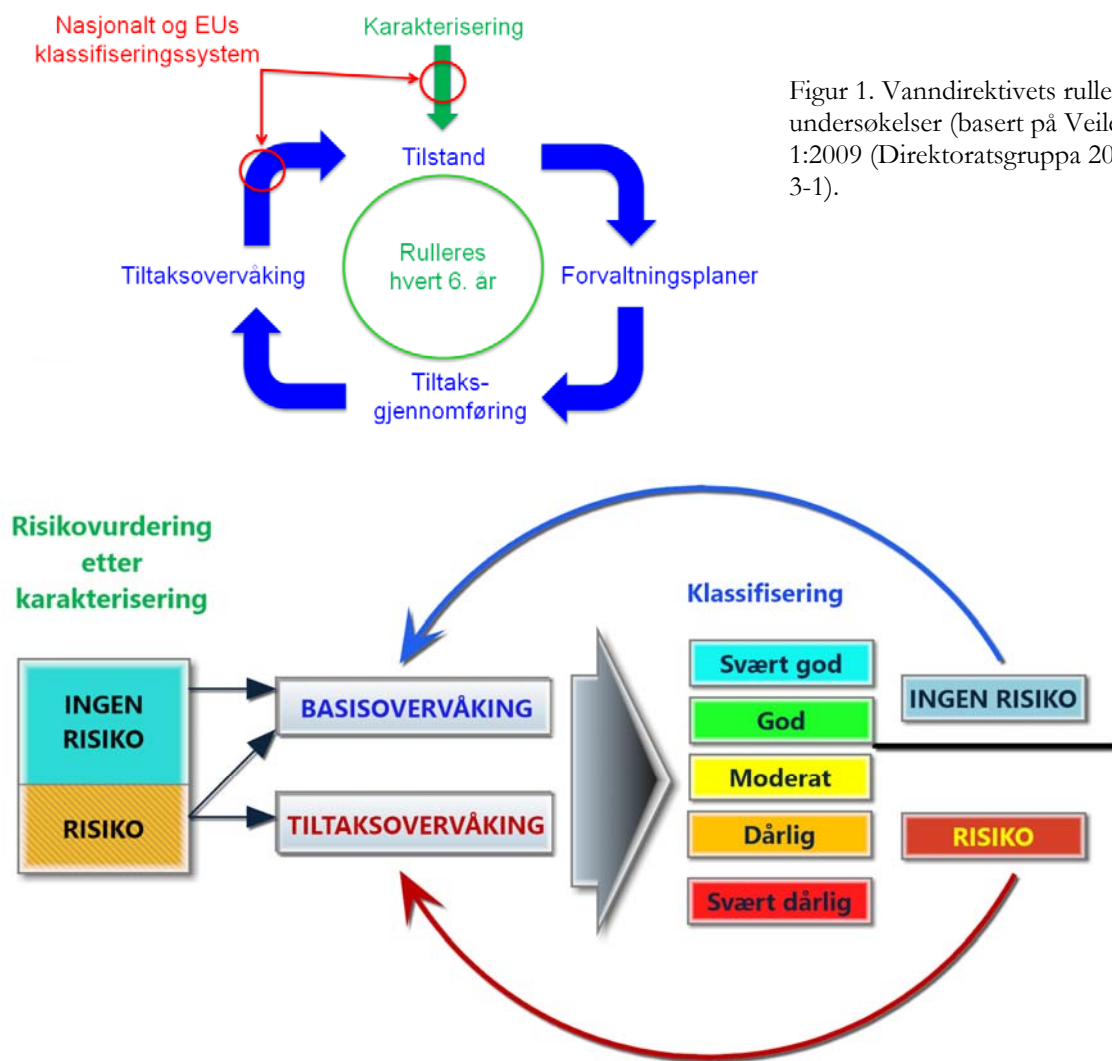 Nasjonalt og EUs
klassifiseringssystem
Karakterisering
Tilstand
Rulleres
hvert 6. år
Tiltaksovervåking
Forvaltningsplaner
Tiltaks-
gjennomføring
Figur 1. Vanndirektivets rulle
undersøkelser (basert på Veile
1:2009 (Direktoratsgruppa 20
3-1).
Risikovurdering
etter
karakterisering
INGEN
RISIKO
RISIKO
BASISOVERVÅKING
TILTAKSOVERVÅKING
Klassifisering
Svært god
God
Moderat
Dårlig
Svært dårlig
INGEN RISIKO
RISIKO